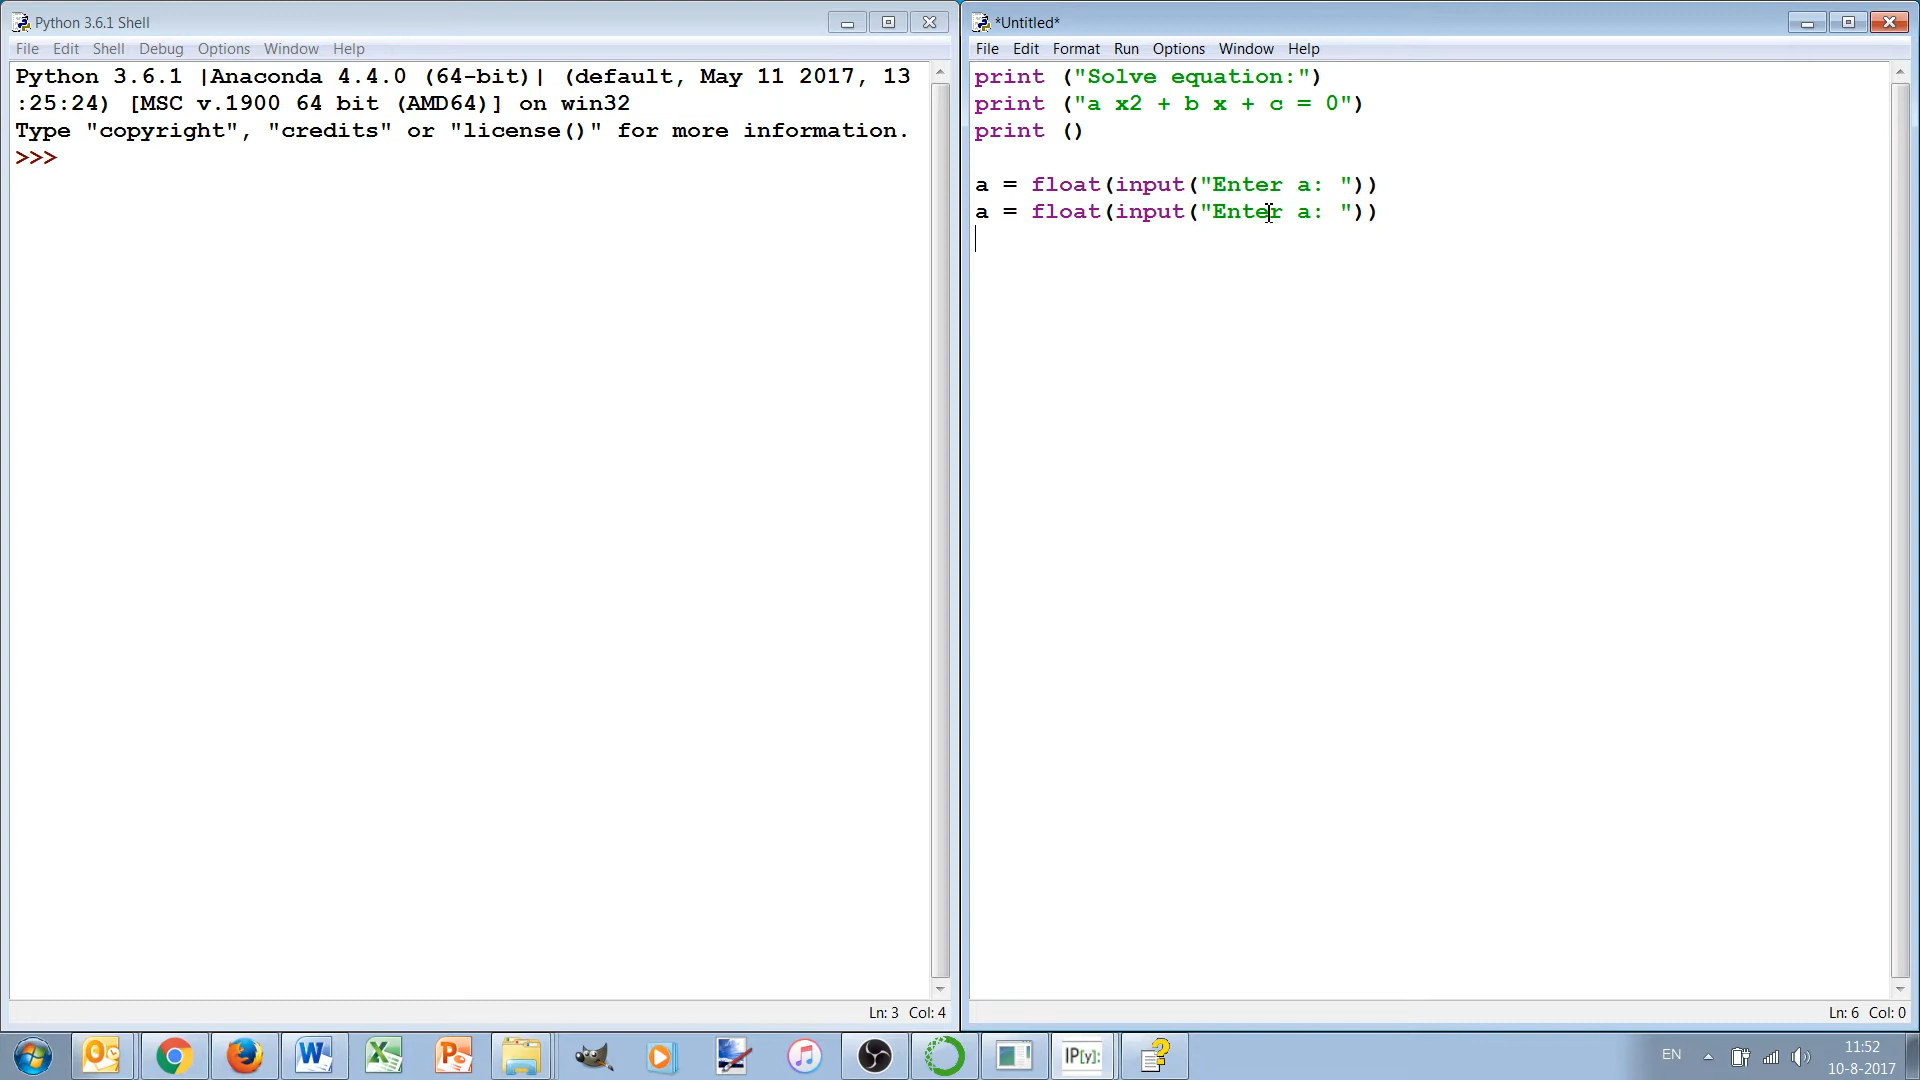 Python 3.6.1 Shell
File Edit Shell Debug Options Window Help
Python 3.6.1 |Anaconda 4.4.0 (64-bit)| (default, May 11 2017, 13
:25:24) [MSC v.1900 64 bit (AMD64)] on win32
Type "copyright", "credits" or "license()" for more information.
>>>
Ln: 3 Col: 4
*Untitled*
File Edit Format Run Options Window Help
print ("Solve equation:")
print ("a x2 + b x + c = 0")
print ()
a = float(input("Enter a: "))
a = float(input("Enter a: "))
Ln: 6 Col: 0
IP[y]:
EN
11:52
10-8-2017